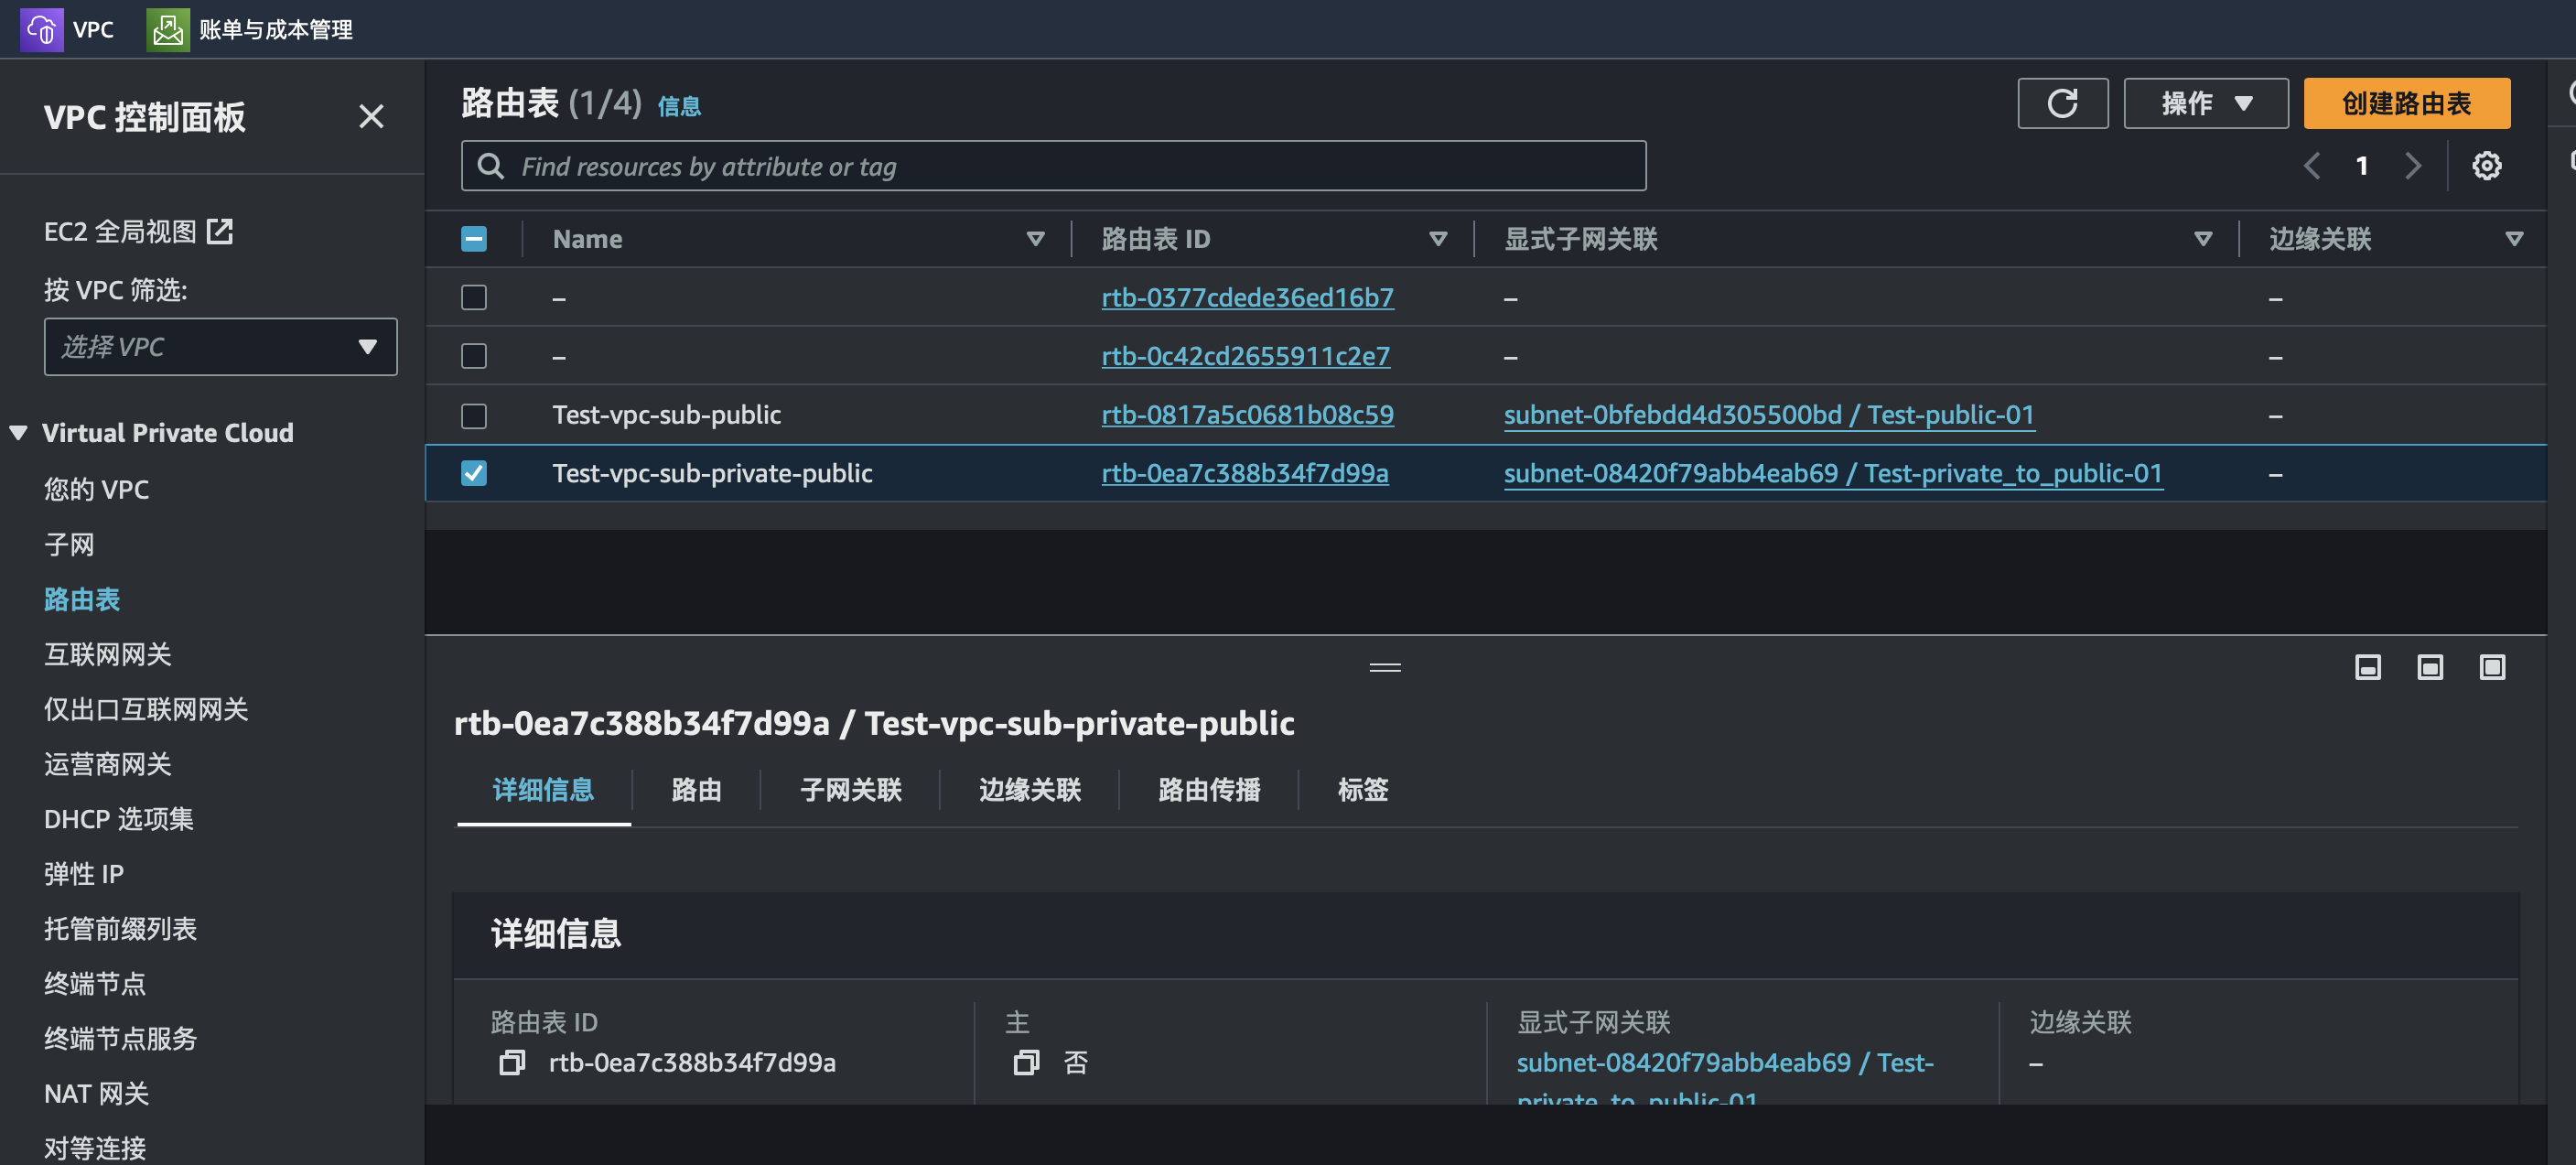 VPC 账单与成本管理
VPC 控制面板
EC2 全局视图
按 VPC 筛选:
选择 VPC
Virtual Private Cloud
您的 VPC
子网
路由表
互联网网关
仅出口互联网网关
运营商网关
DHCP 选项集
弹性 IP
托管前缀列表
终端节点
终端节点服务
NAT 网关
对等连接
路由表 (1/4) 信息
操作
创建路由表
Find resources by attribute or tag
1
Name 路由表 ID 显式子网关联 边缘关联
– rtb-0377cdede36ed16b7 – –
– rtb-0c42cd2655911c2e7 – –
Test-vpc-sub-public rtb-0817a5c0681b08c59 subnet-0bfebdd4d305500bd / Test-public-01 –
Test-vpc-sub-private-public rtb-0ea7c388b34f7d99a subnet-08420f79abb4eab69 / Test-private_to_public-01 –
rtb-0ea7c388b34f7d99a / Test-vpc-sub-private-public
详细信息 路由 子网关联 边缘关联 路由传播 标签
详细信息
路由表 ID
rtb-0ea7c388b34f7d99a
主
否
显式子网关联
subnet-08420f79abb4eab69 / Test-
private_to_public-01
边缘关联
–